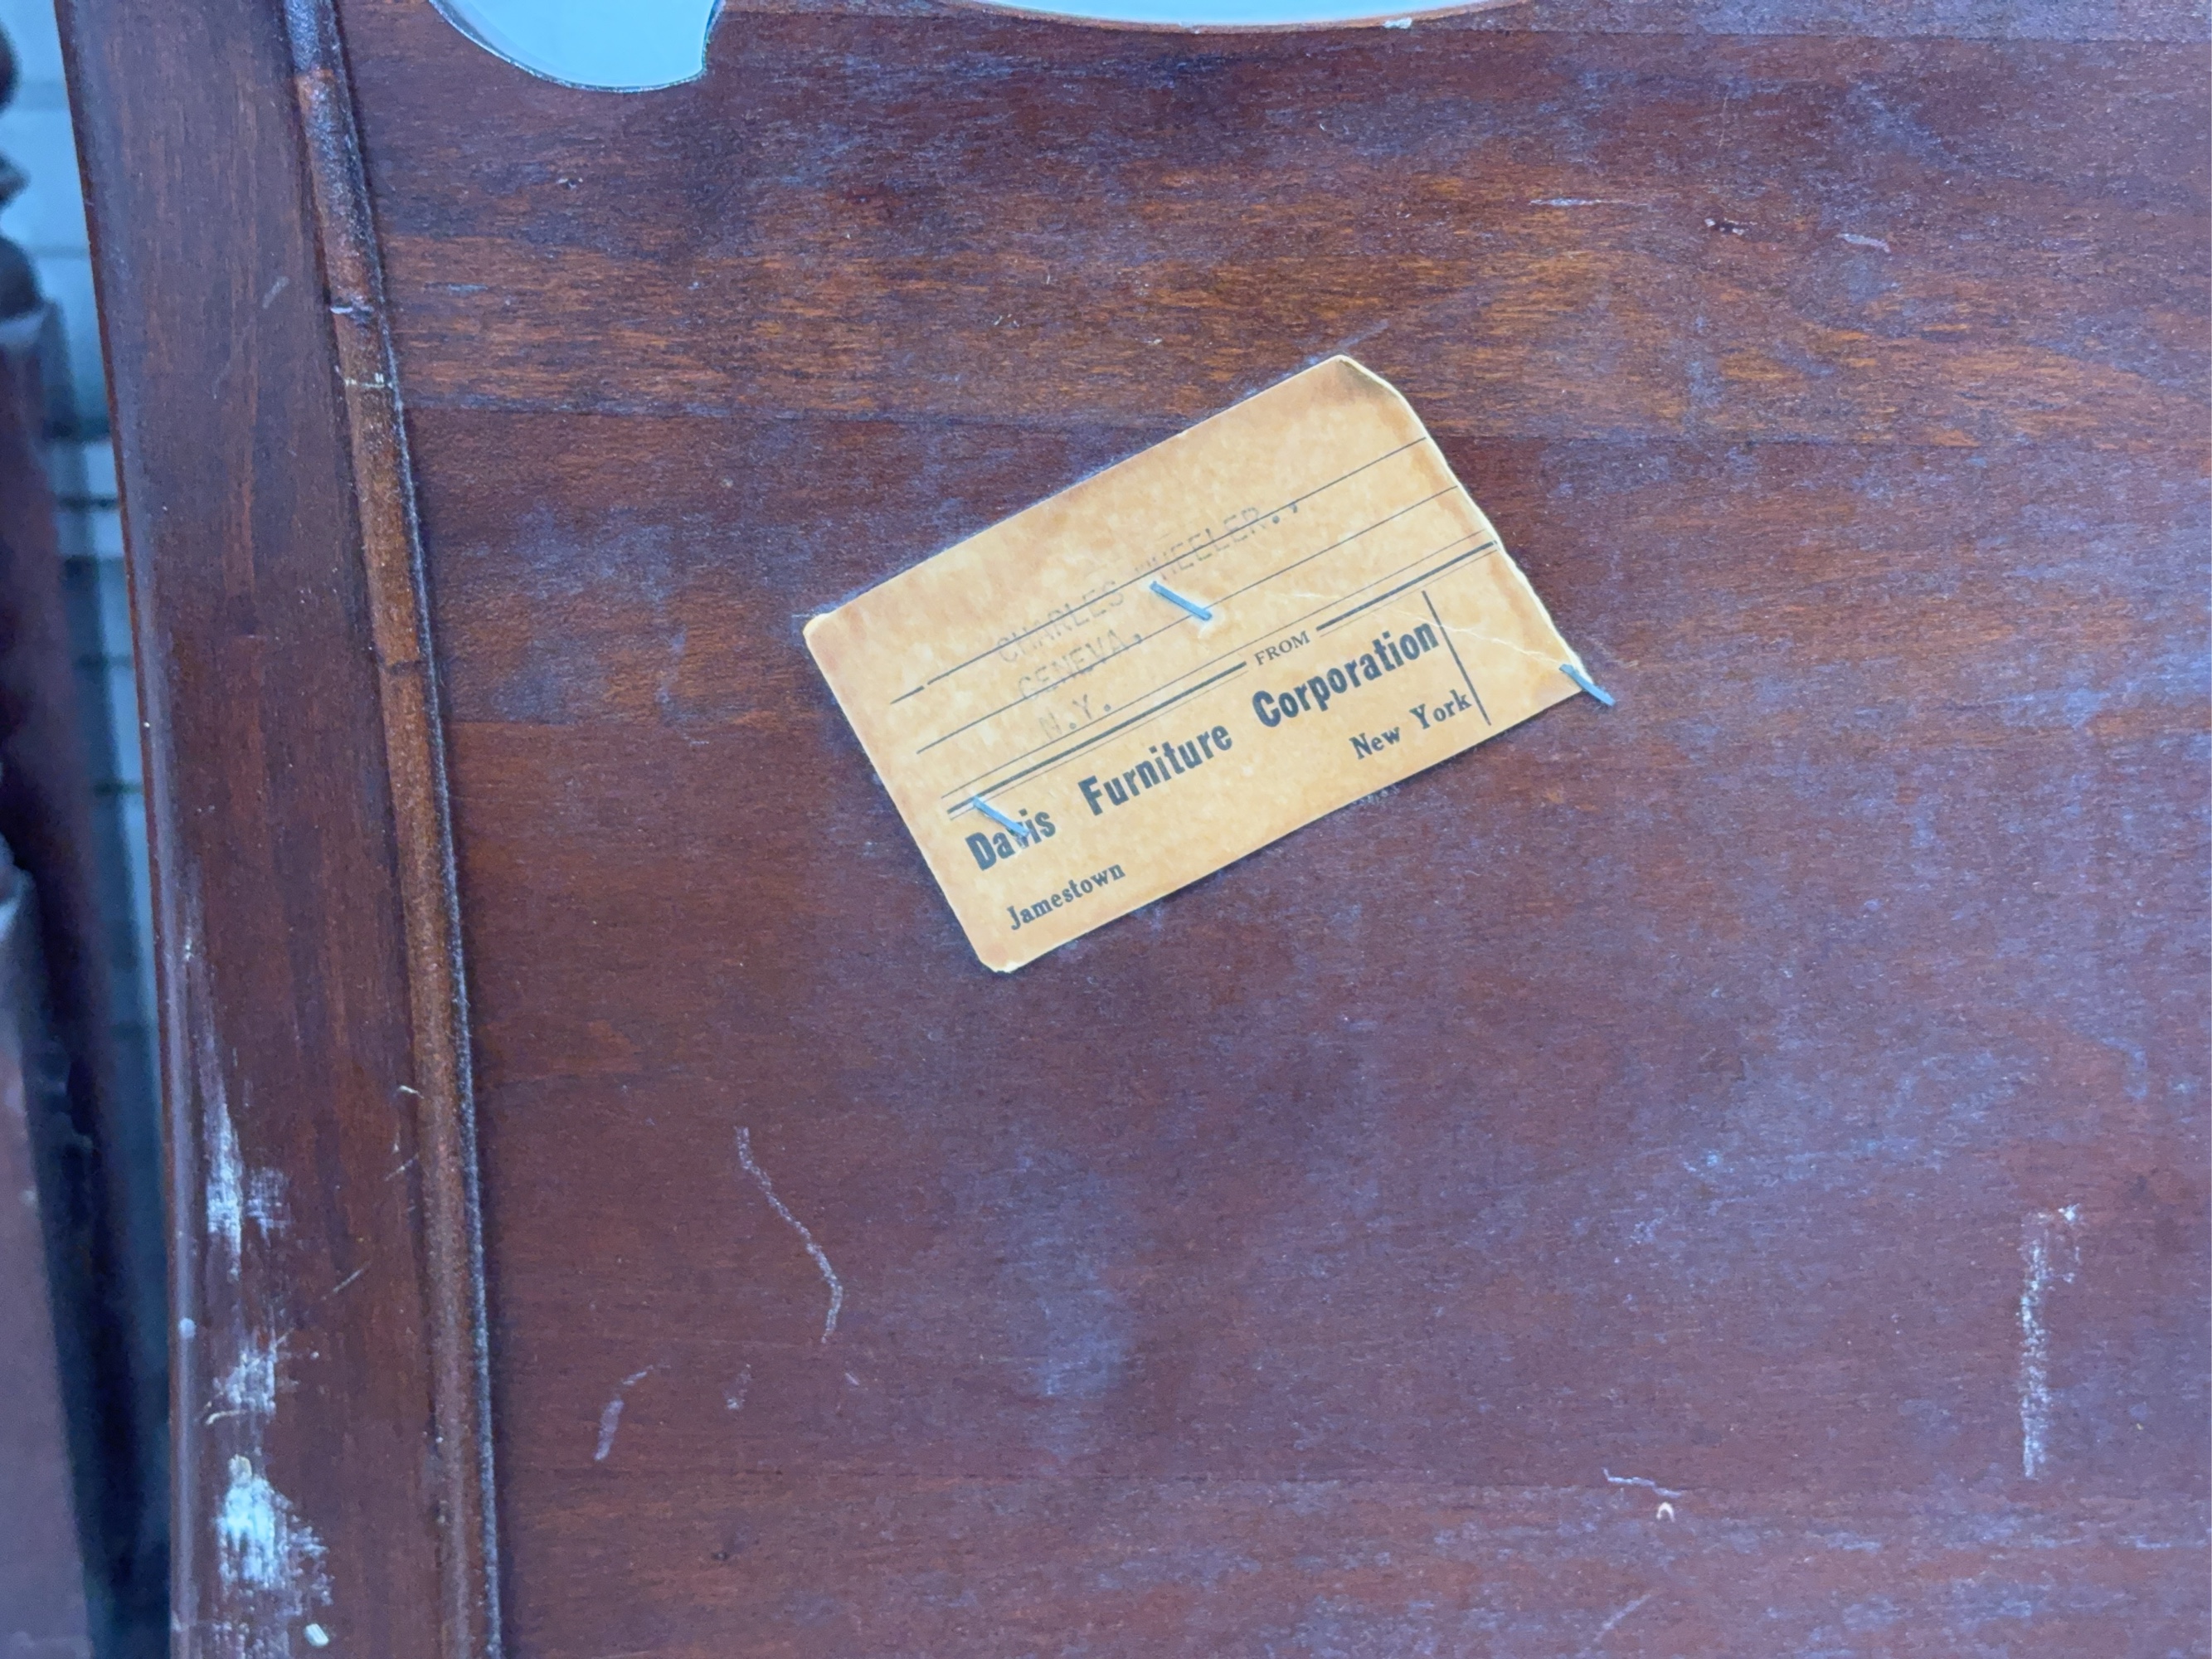 CHARLES WHEELER.,
GENEVA.
N.Y.
FROM
Davis Furniture Corporation
Jamestown New York